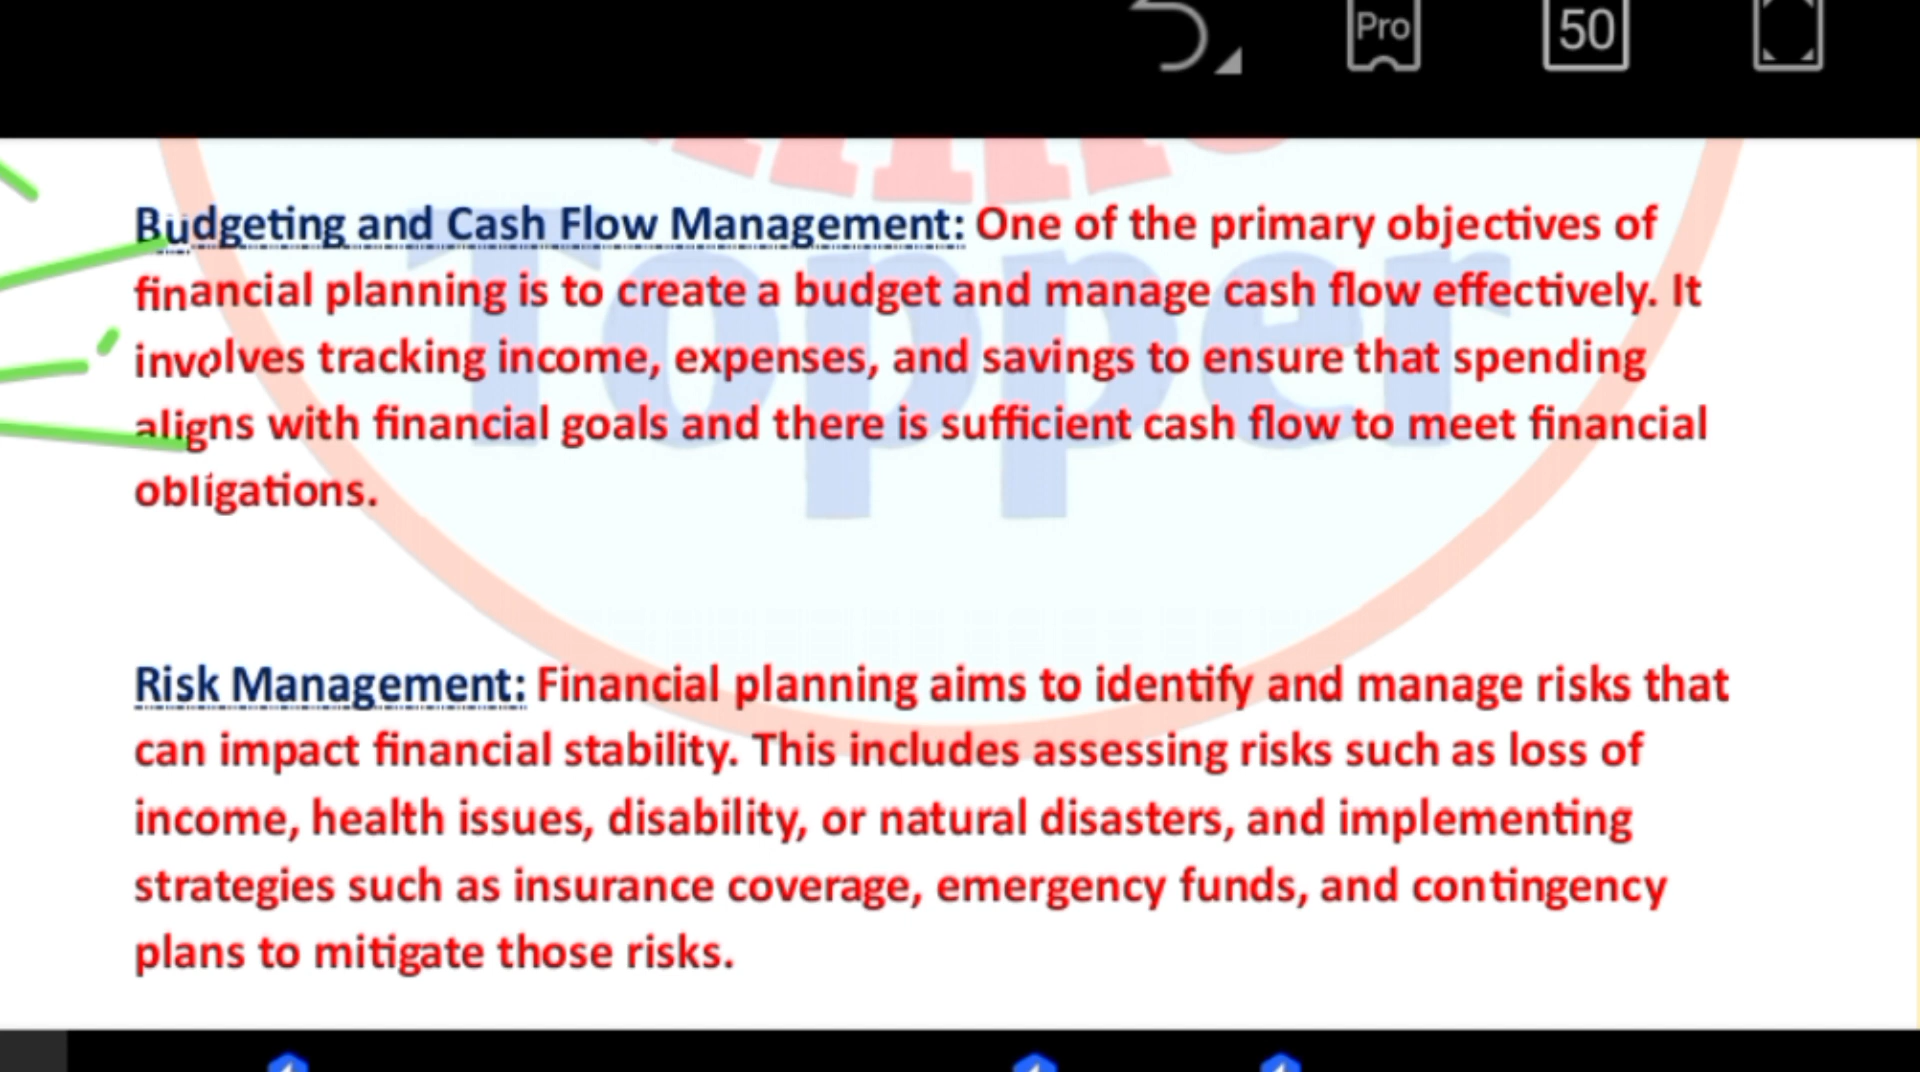 Pro
50
Budgeting and Cash Flow Management: One of the primary objectives of
financial planning is to create a budget and manage cash flow effectively. It
involves tracking income, expenses, and savings to ensure that spending
aligns with financial goals and there is sufficient cash flow to meet financial
obligations.
Topper
Risk Management: Financial planning aims to identify and manage risks that
can impact financial stability. This includes assessing risks such as loss of
income, health issues, disability, or natural disasters, and implementing
strategies such as insurance coverage, emergency funds, and contingency
plans to mitigate those risks.